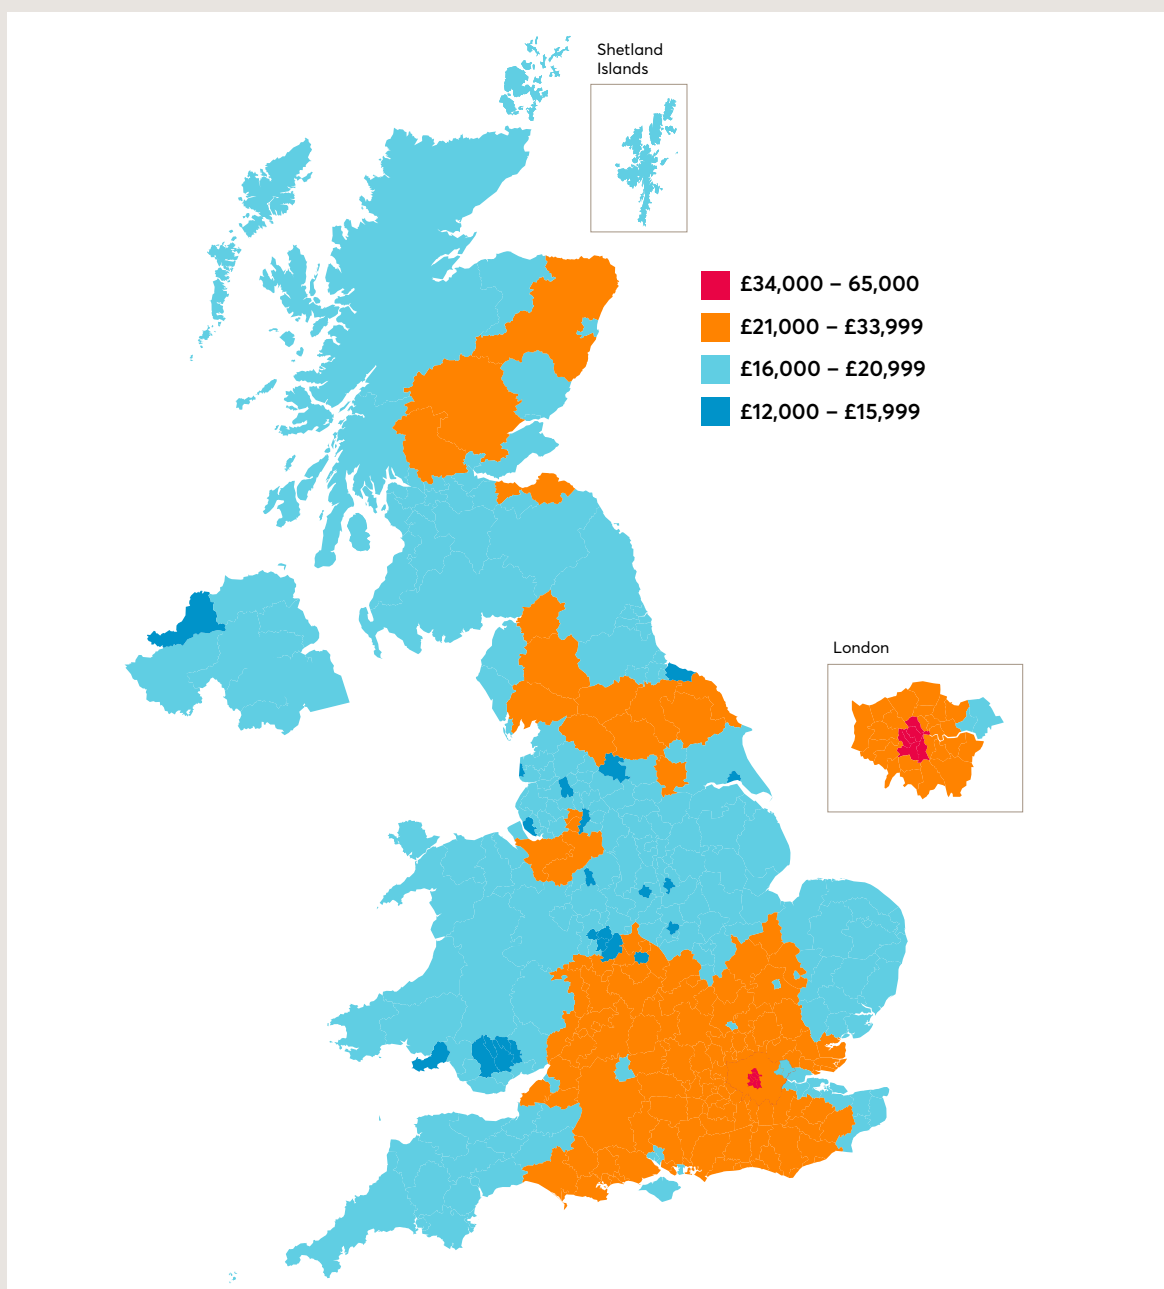 Shetland
Islands
£34,000 – 65,000
£21,000 – £33,999
£16,000 – £20,999
£12,000 – £15,999
London